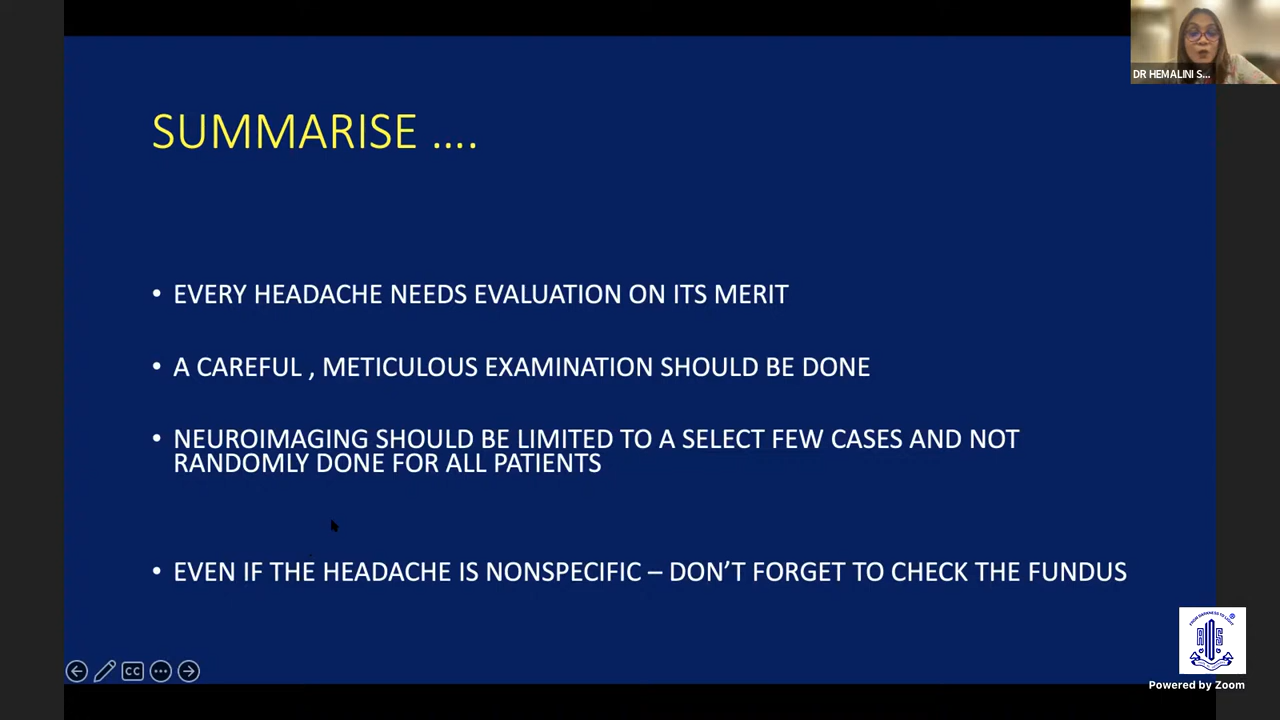 DR HEMALINI S...
SUMMARISE ....
• EVERY HEADACHE NEEDS EVALUATION ON ITS MERIT
• A CAREFUL , METICULOUS EXAMINATION SHOULD BE DONE
• NEUROIMAGING SHOULD BE LIMITED TO A SELECT FEW CASES AND NOT
RANDOMLY DONE FOR ALL PATIENTS
• EVEN IF THE HEADACHE IS NONSPECIFIC – DON'T FORGET TO CHECK THE FUNDUS
CC
Powered by Zoom